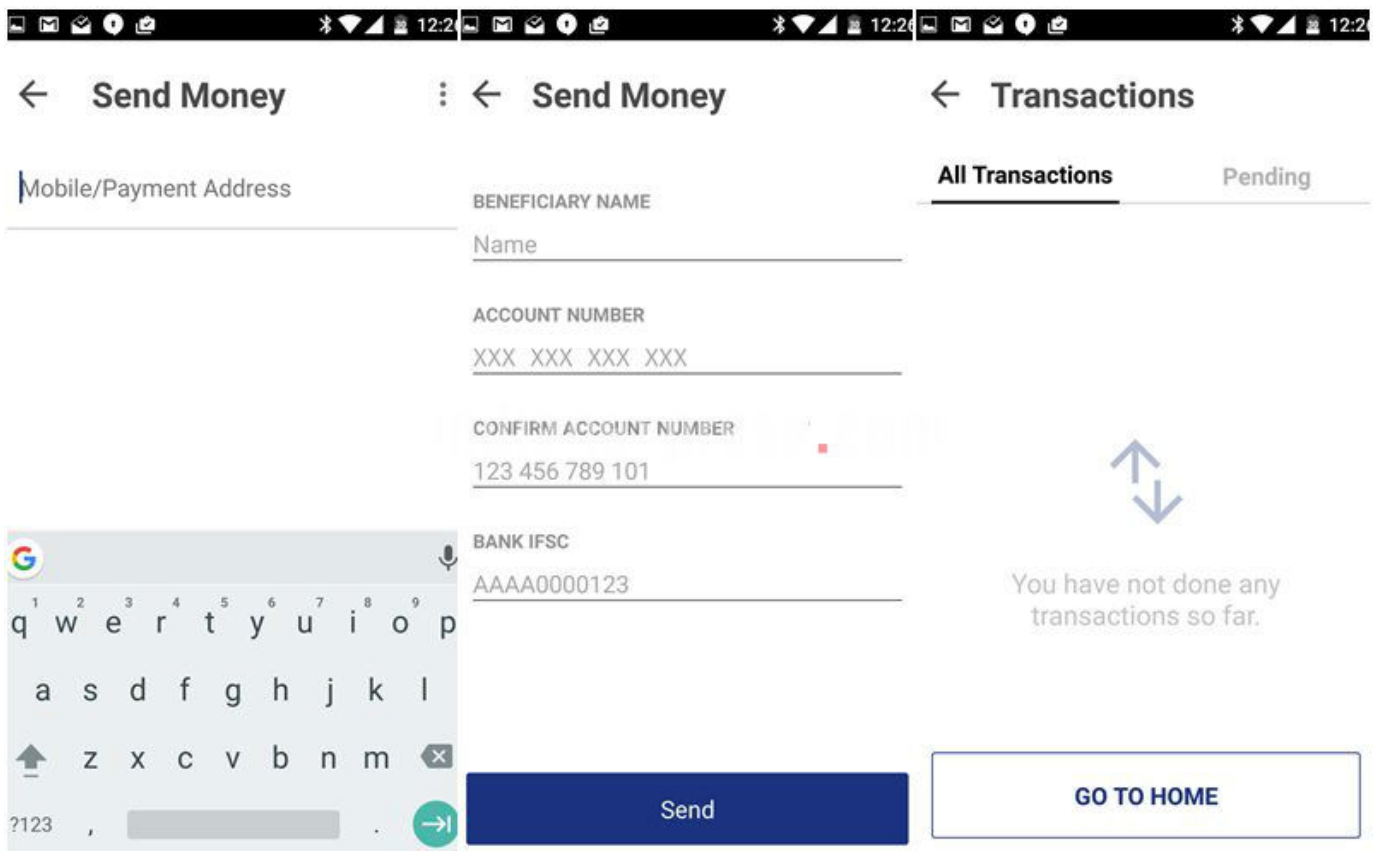 12:26
Send Money
Mobile/Payment Address
G
1 2 3 4 5 6 7 8 9
q w e r t y u i o p
a s d f g h j k l
z x c v b n m
?123 , .
12:26
Send Money
BENEFICIARY NAME
Name
ACCOUNT NUMBER
XXX XXX XXX XXX
CONFIRM ACCOUNT NUMBER
123 456 789 101
BANK IFSC
AAAA0000123
Send
12:26
Transactions
All Transactions Pending
You have not done any
transactions so far.
GO TO HOME